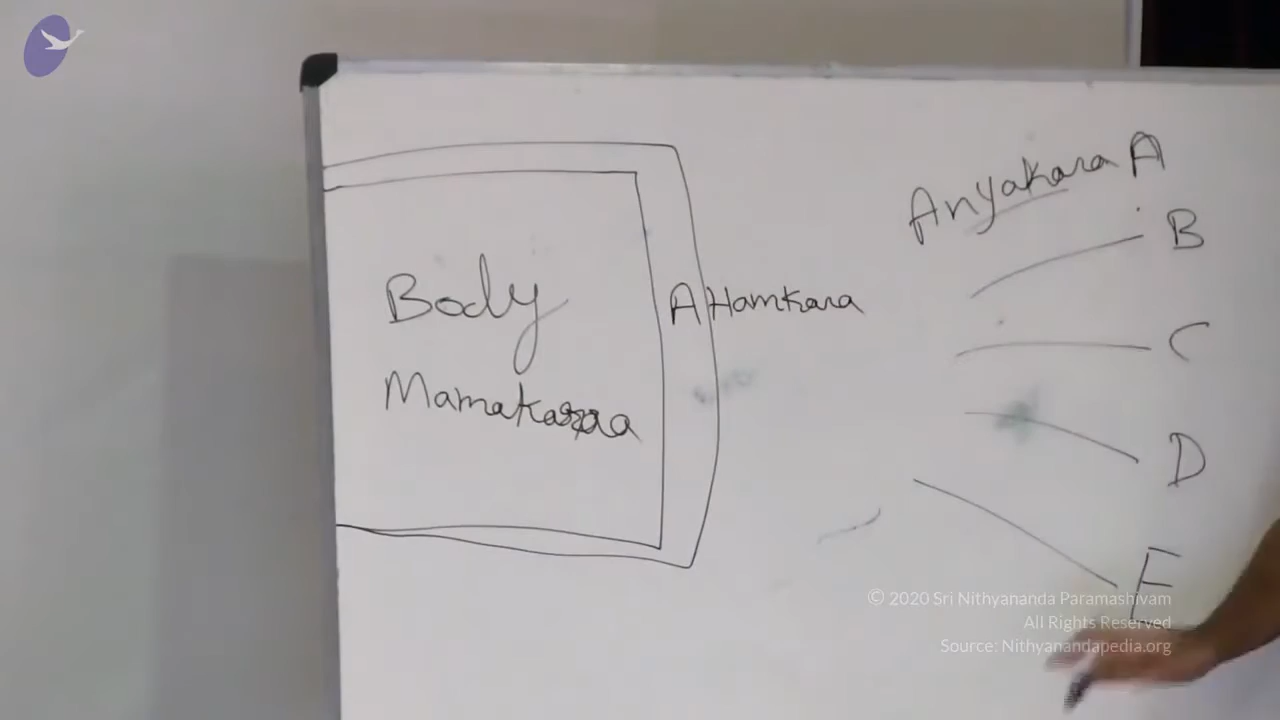 Anyakara A
B
Body
AHamkara
C
Mamakara
D
E
© 2020 Sri Nithyananda Paramashivam
All Rights Reserved
Source: Nithyanandapedia.org